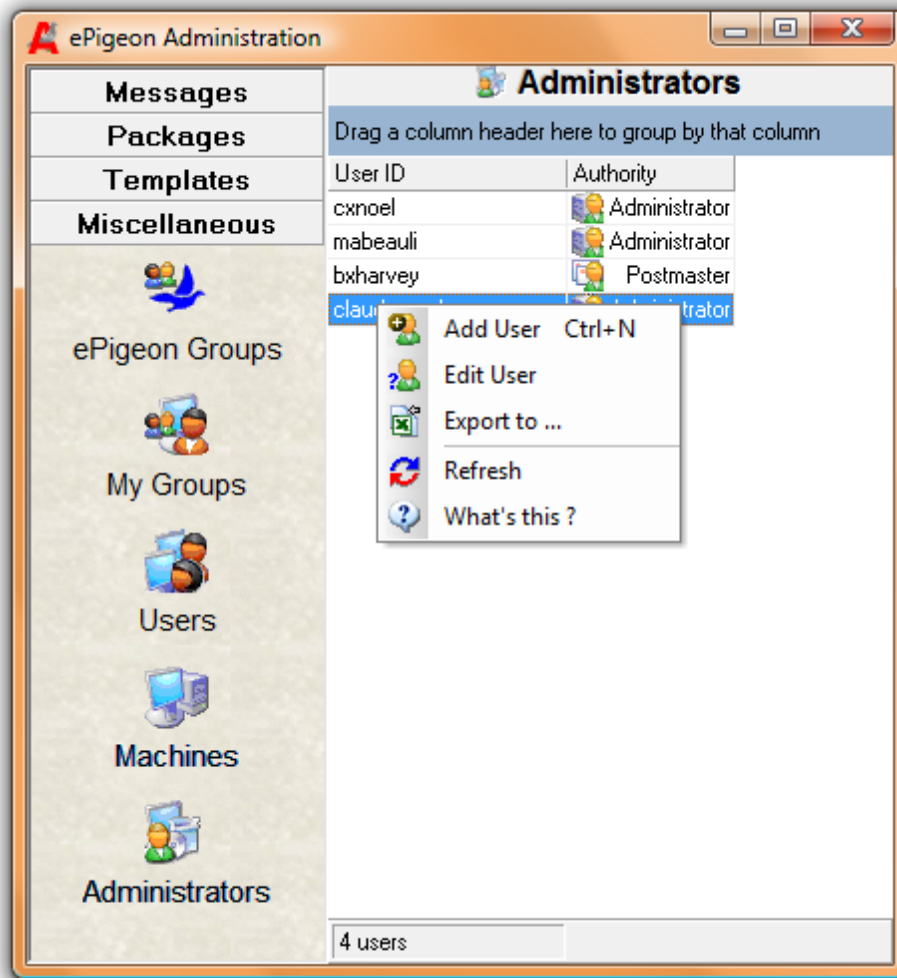 ePigeon Administration
Messages
Packages
Templates
Miscellaneous
ePigeon Groups
My Groups
Users
Machines
Administrators
Administrators
Drag a column header here to group by that column
User ID Authority
cxnoel Administrator
mabeauli Administrator
bxharvey Postmaster
Add User Ctrl+N
Edit User
Export to ...
Refresh
What's this ?
4 users